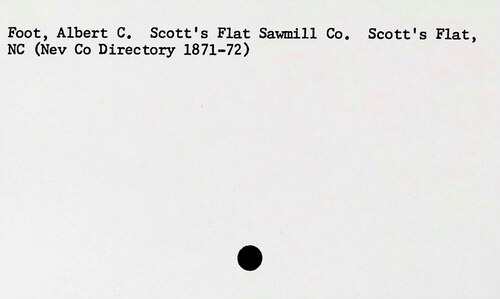 Foot, Albert C. Scott's Flat Sawmill Co. Scott's Flat,
NC (Nev Co Directory 1871-72)